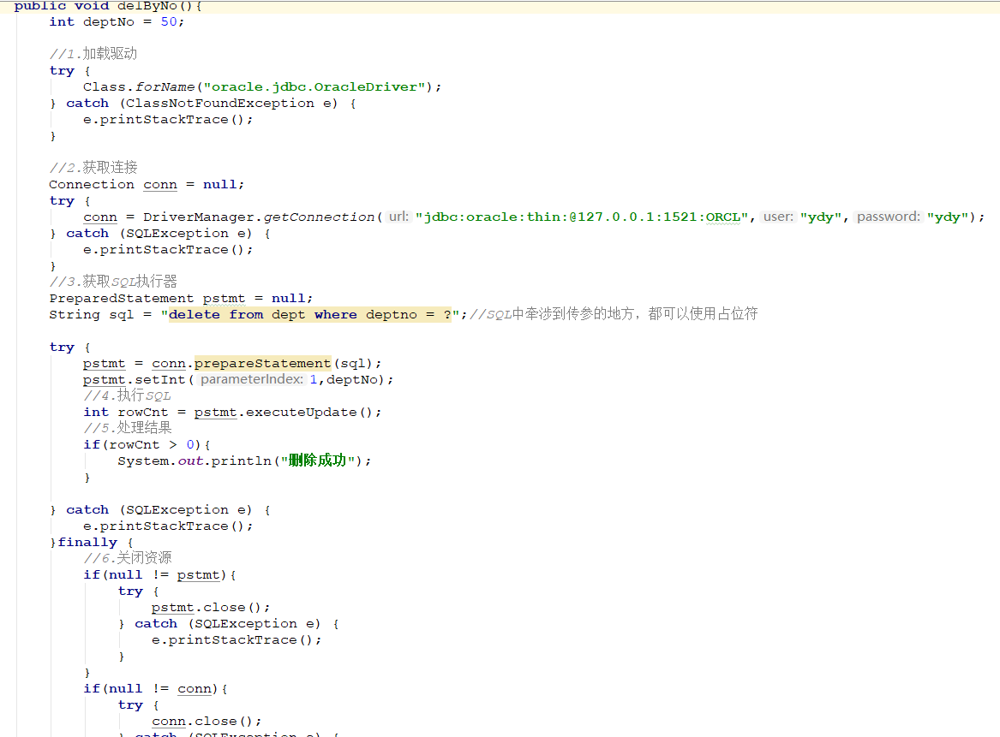 public void delByNo(){
    int deptNo = 50;

    //1.加载驱动
    try {
        Class.forName("oracle.jdbc.OracleDriver");
    } catch (ClassNotFoundException e) {
        e.printStackTrace();
    }

    //2.获取连接
    Connection conn = null;
    try {
        conn = DriverManager.getConnection( url: "jdbc:oracle:thin:@127.0.0.1:1521:ORCL", user: "ydy", password: "ydy");
    } catch (SQLException e) {
        e.printStackTrace();
    }
    //3.获取SQL执行器
    PreparedStatement pstmt = null;
    String sql = "delete from dept where deptno = ?";//SQL中牵涉到传参的地方，都可以使用占位符

    try {
        pstmt = conn.prepareStatement(sql);
        pstmt.setInt( parameterIndex: 1,deptNo);
        //4.执行SQL
        int rowCnt = pstmt.executeUpdate();
        //5.处理结果
        if(rowCnt > 0){
            System.out.println("删除成功");
        }

    } catch (SQLException e) {
        e.printStackTrace();
    }finally {
        //6.关闭资源
        if(null != pstmt){
            try {
                pstmt.close();
            } catch (SQLException e) {
                e.printStackTrace();
            }
        }
        if(null != conn){
            try {
                conn.close();
            } catch (SQLException e) {